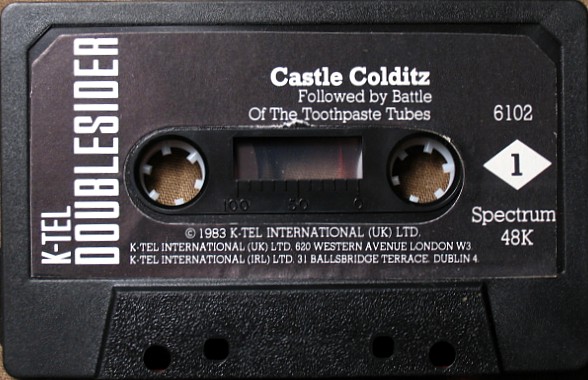 K-TEL
DOUBLESIDER
Castle Colditz
Followed by Battle
Of The Toothpaste Tubes
6102
1
100 50 0
Spectrum
48K
© 1983 K-TEL INTERNATIONAL (UK) LTD.
K-TEL INTERNATIONAL (UK) LTD. 620 WESTERN AVENUE LONDON W3.
K-TEL INTERNATIONAL (IRL) LTD. 31 BALLSBRIDGE TERRACE. DUBLIN 4.